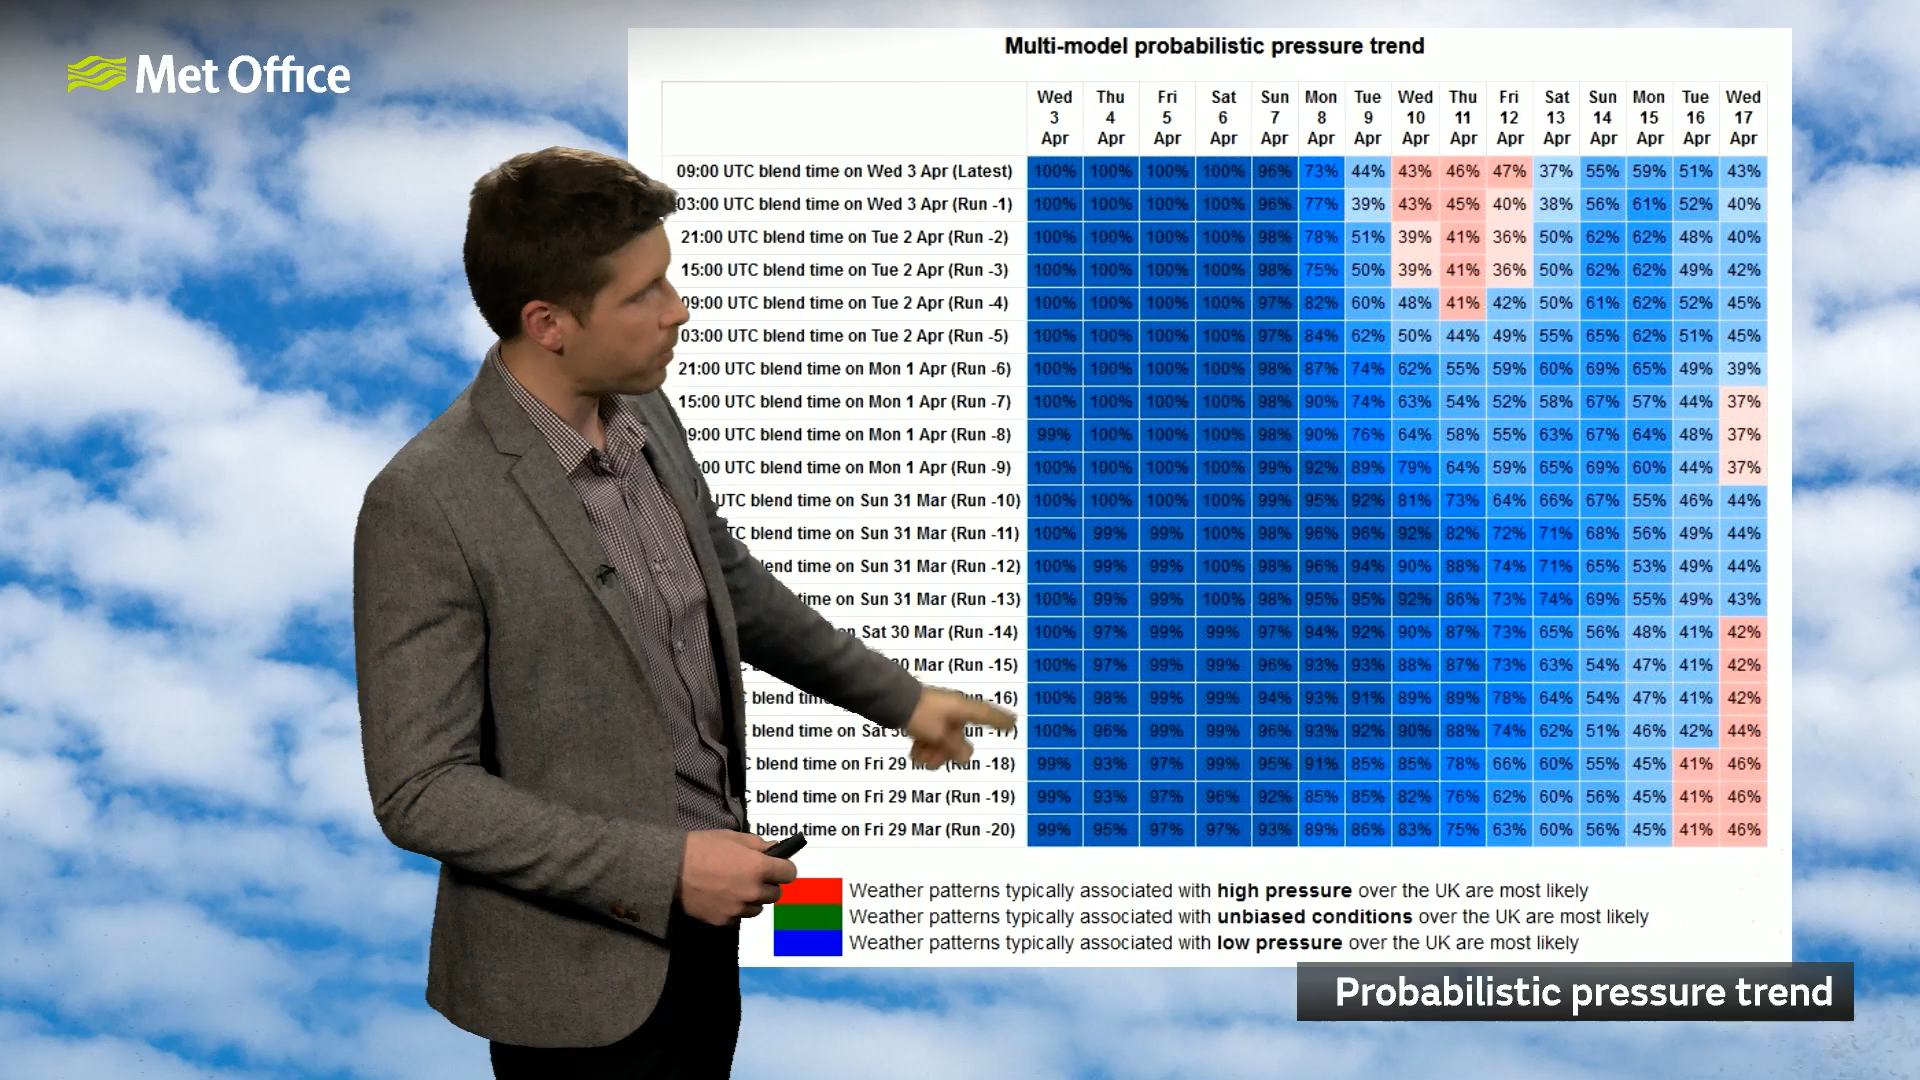 Met Office
Multi-model probabilistic pressure trend
Wed 3 Apr Thu 4 Apr Fri 5 Apr Sat 6 Apr Sun 7 Apr Mon 8 Apr Tue 9 Apr Wed 10 Apr Thu 11 Apr Fri 12 Apr Sat 13 Apr Sun 14 Apr Mon 15 Apr Tue 16 Apr Wed 17 Apr
09:00 UTC blend time on Wed 3 Apr (Latest) 100% 100% 100% 100% 96% 73% 44% 43% 46% 47% 37% 55% 59% 51% 43%
03:00 UTC blend time on Wed 3 Apr (Run -1) 100% 100% 100% 100% 96% 77% 39% 43% 45% 40% 38% 56% 61% 52% 40%
21:00 UTC blend time on Tue 2 Apr (Run -2) 100% 100% 100% 100% 98% 78% 51% 39% 41% 36% 50% 62% 62% 48% 40%
15:00 UTC blend time on Tue 2 Apr (Run -3) 100% 100% 100% 100% 98% 75% 50% 39% 41% 36% 50% 62% 62% 49% 42%
09:00 UTC blend time on Tue 2 Apr (Run -4) 100% 100% 100% 100% 97% 82% 60% 48% 41% 42% 50% 61% 62% 52% 45%
03:00 UTC blend time on Tue 2 Apr (Run -5) 100% 100% 100% 100% 97% 84% 62% 50% 44% 49% 55% 65% 62% 51% 45%
21:00 UTC blend time on Mon 1 Apr (Run -6) 100% 100% 100% 100% 98% 87% 74% 62% 55% 59% 60% 69% 65% 49% 39%
15:00 UTC blend time on Mon 1 Apr (Run -7) 100% 100% 100% 100% 98% 90% 74% 63% 54% 52% 58% 67% 57% 44% 37%
9:00 UTC blend time on Mon 1 Apr (Run -8) 99% 100% 100% 100% 98% 90% 76% 64% 58% 55% 63% 67% 64% 48% 37%
:00 UTC blend time on Mon 1 Apr (Run -9) 100% 100% 100% 100% 99% 92% 89% 79% 64% 59% 65% 69% 60% 44% 37%
UTC blend time on Sun 31 Mar (Run -10) 100% 100% 100% 100% 99% 95% 92% 81% 73% 64% 66% 67% 55% 46% 44%
TC blend time on Sun 31 Mar (Run -11) 100% 99% 99% 100% 98% 96% 96% 92% 82% 72% 71% 68% 56% 49% 44%
lend time on Sun 31 Mar (Run -12) 100% 99% 99% 100% 98% 96% 94% 90% 88% 74% 71% 65% 53% 49% 44%
time on Sun 31 Mar (Run -13) 100% 99% 99% 100% 98% 95% 95% 92% 86% 73% 74% 69% 55% 49% 43%
on Sat 30 Mar (Run -14) 100% 97% 99% 99% 97% 94% 92% 90% 87% 73% 65% 56% 48% 41% 42%
0 Mar (Run -15) 100% 97% 99% 99% 96% 93% 93% 88% 87% 73% 63% 54% 47% 41% 42%
C blend -16) 100% 98% 99% 99% 94% 93% 91% 89% 89% 78% 64% 54% 47% 41% 42%
C blend time on Sat 100% 96% 99% 99% 96% 93% 92% 90% 88% 74% 62% 51% 46% 42% 44%
C blend time on Fri 29 (Run -18) 99% 93% 97% 99% 95% 91% 85% 85% 78% 66% 60% 55% 45% 41% 46%
C blend time on Fri 29 Mar (Run -19) 99% 93% 97% 96% 92% 85% 85% 82% 76% 62% 60% 56% 45% 41% 46%
blend time on Fri 29 Mar (Run -20) 99% 95% 97% 97% 93% 89% 86% 83% 75% 63% 60% 56% 45% 41% 46%
Weather patterns typically associated with high pressure over the UK are most likely
Weather patterns typically associated with unbiased conditions over the UK are most likely
Weather patterns typically associated with low pressure over the UK are most likely
Probabilistic pressure trend